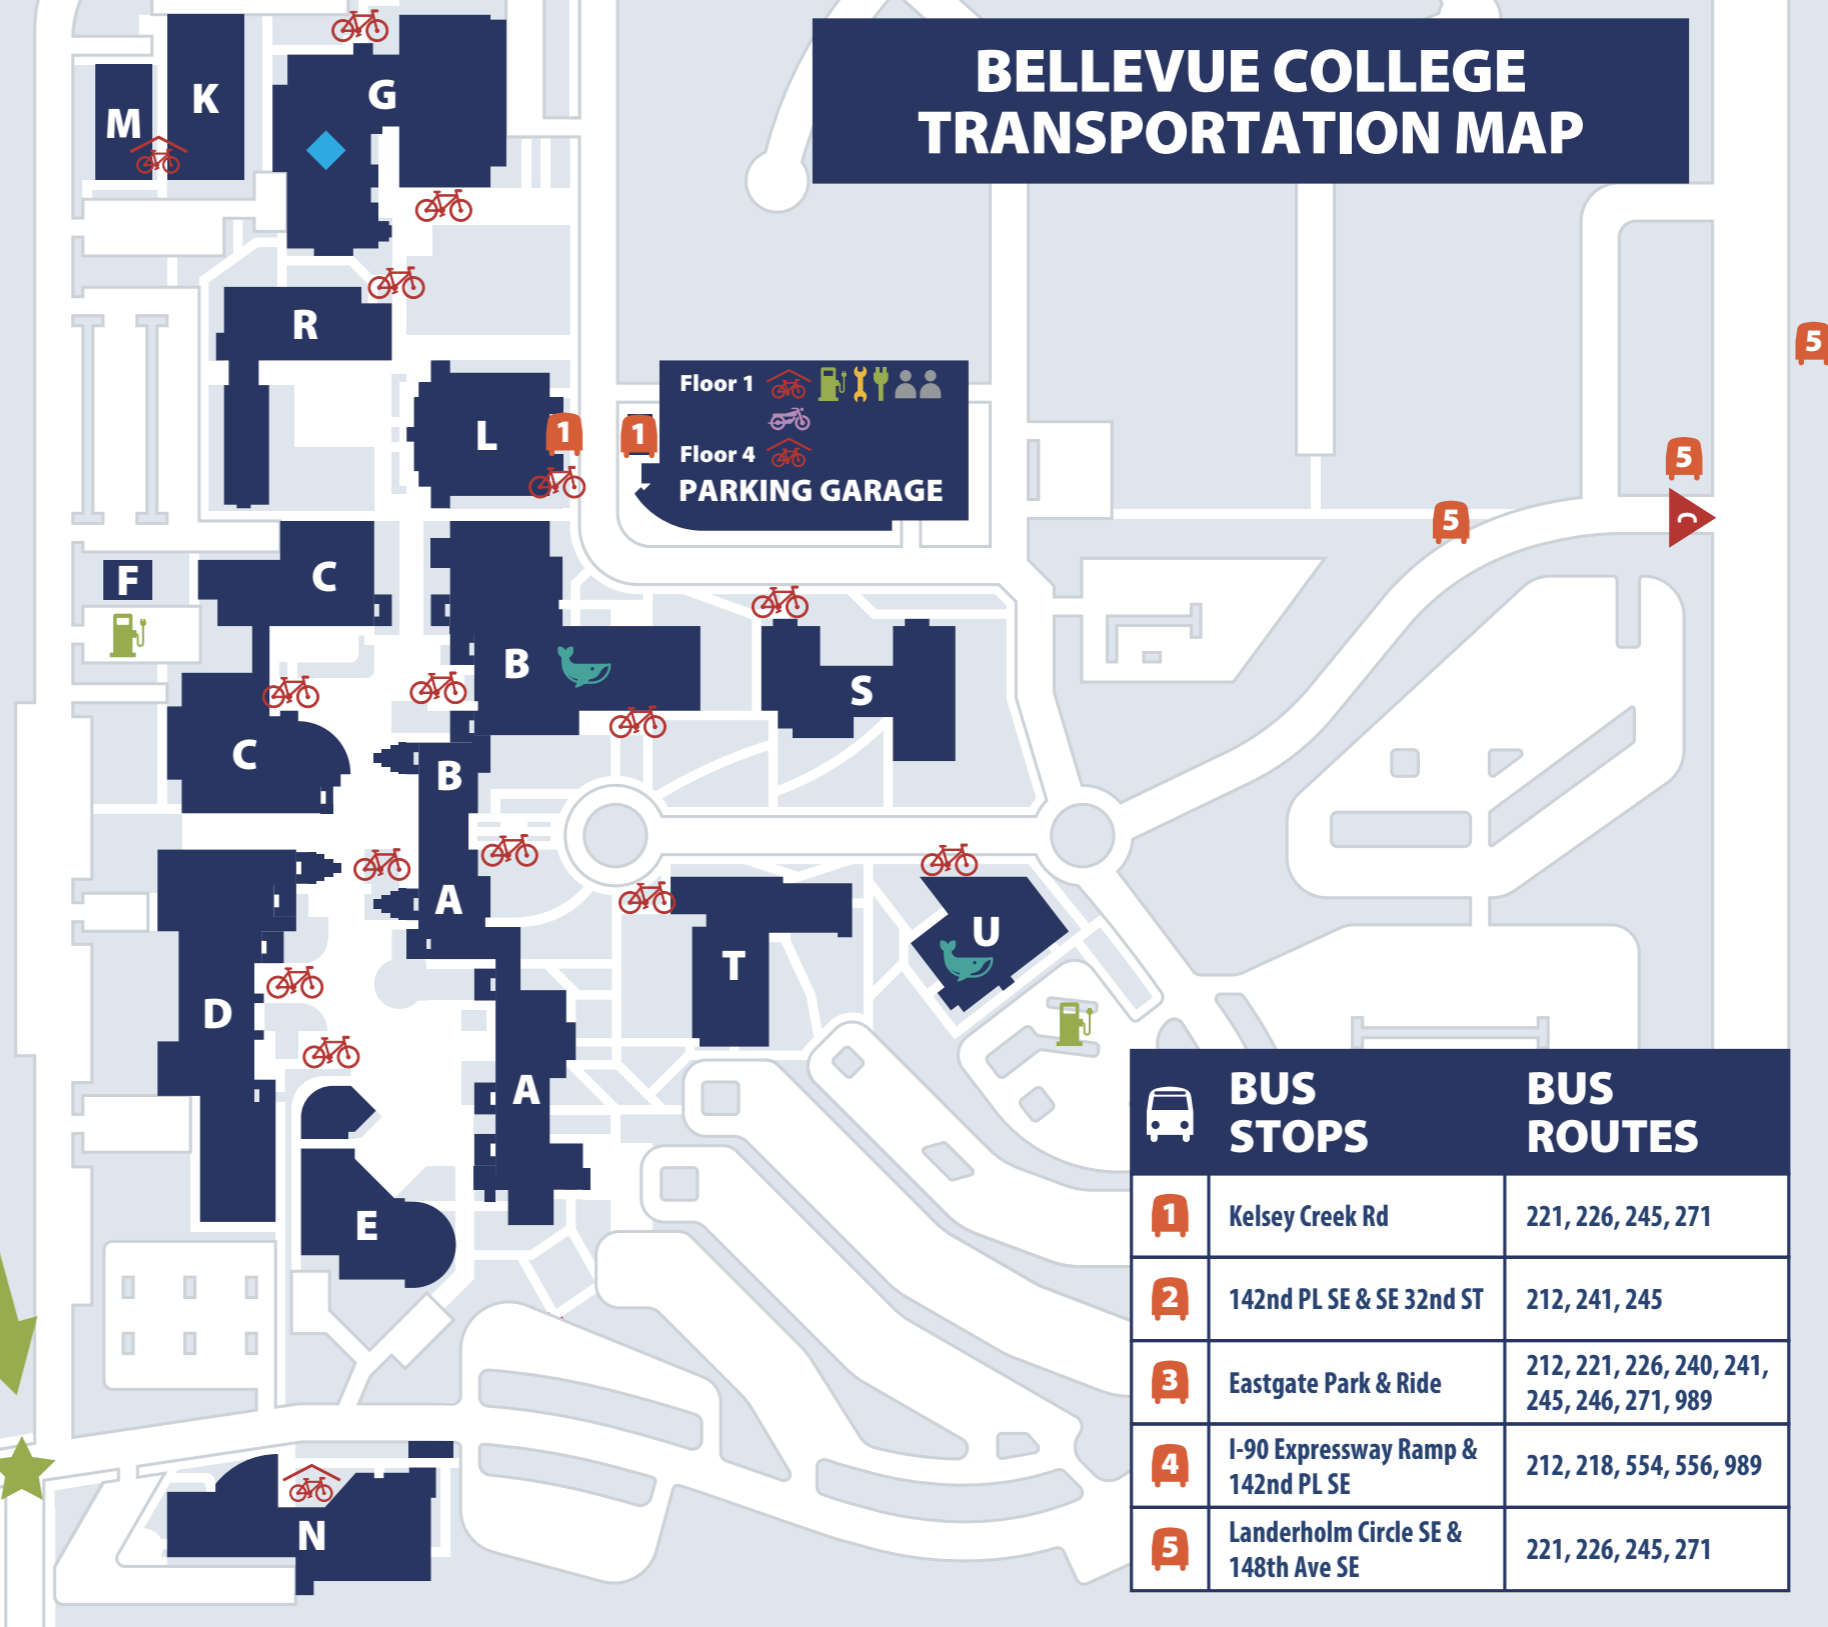 BELLEVUE COLLEGE
TRANSPORTATION MAP
M
K
G
R
L
1
1
Floor 1
Floor 4
PARKING GARAGE
5
5
5
C
F
C
B
S
C
B
A
U
T
D
A
E
N
BUS
STOPS
BUS
ROUTES
1
Kelsey Creek Rd
221, 226, 245, 271
2
142nd PL SE & SE 32nd ST
212, 241, 245
3
Eastgate Park & Ride
212, 221, 226, 240, 241,
245, 246, 271, 989
4
I-90 Expressway Ramp &
142nd PL SE
212, 218, 554, 556, 989
5
Landerholm Circle SE &
148th Ave SE
221, 226, 245, 271